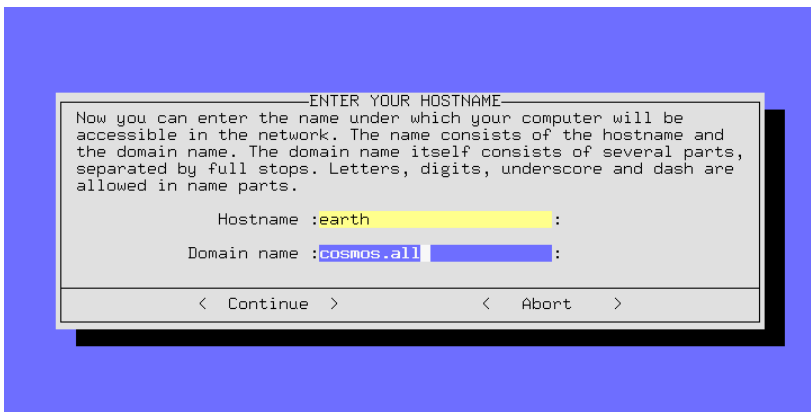 ENTER YOUR HOSTNAME
Now you can enter the name under which your computer will be
accessible in the network. The name consists of the hostname and
the domain name. The domain name itself consists of several parts,
separated by full stops. Letters, digits, underscore and dash are
allowed in name parts.
Hostname :earth :
Domain name :cosmos.all :
< Continue > < Abort >